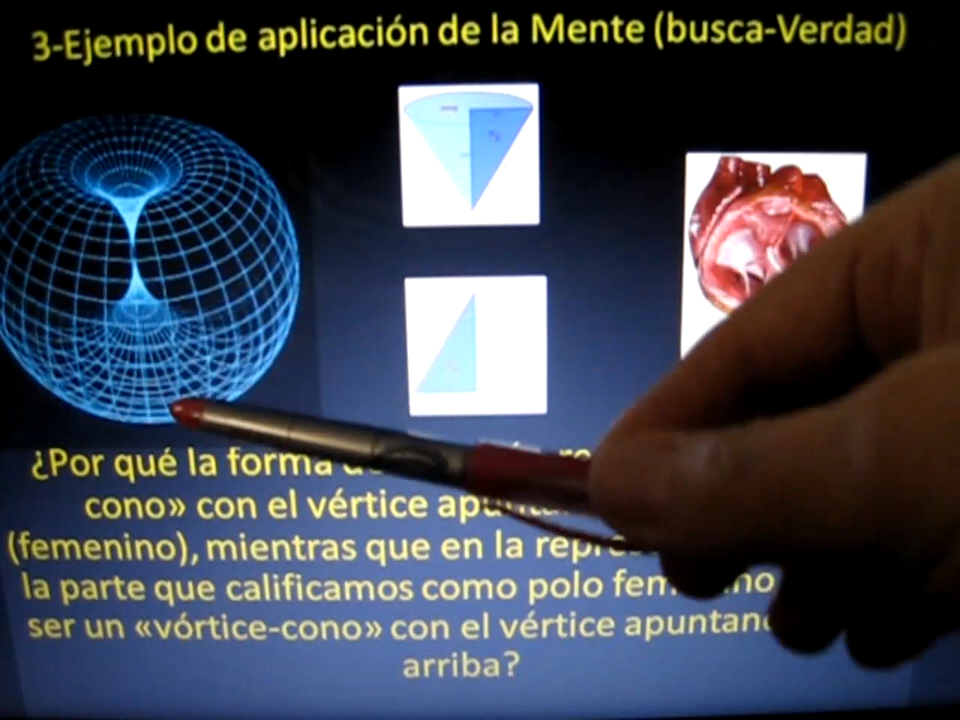 3-Ejemplo de aplicación de la Mente (busca-Verdad)
¿Por qué la forma
cono» con el vértice
(femenino), mientras que en la
la parte que calificamos como polo
ser un «vórtice-cono» con el vértice
arriba?